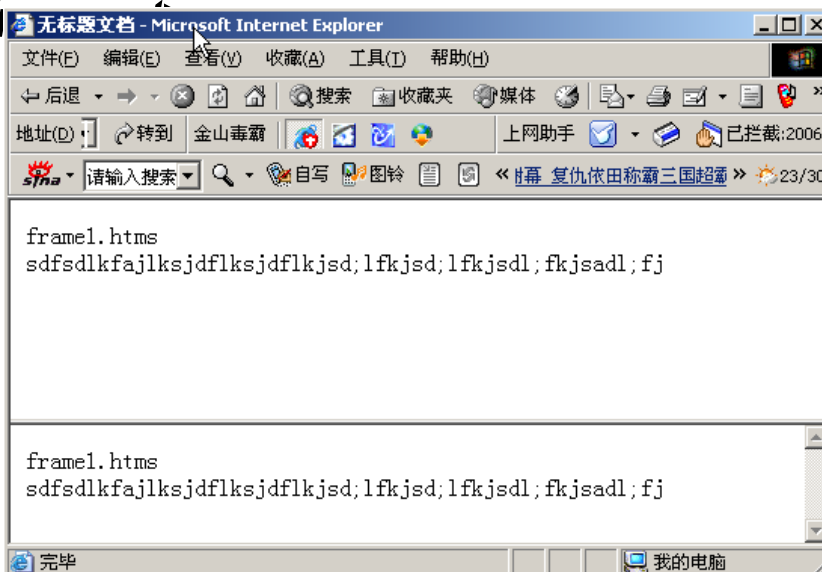 无标题文档 - Microsoft Internet Explorer
文件(F) 编辑(E) 查看(V) 收藏(A) 工具(T) 帮助(H)
后退 搜索 收藏夹 媒体 »
地址(D) 转到 金山毒霸 上网助手 已拦截:2006
sina 请输入搜索 自写 图铃 « 复仇依田称霸三国超霸 » 23/30
frame1.htms
sdfsdlkfajlksjdflksjdflkjsd;lfkjsd;lfkjsdl;fkjsadl;fj
frame1.htms
sdfsdlkfajlksjdflksjdflkjsd;lfkjsd;lfkjsdl;fkjsadl;fj
完毕 我的电脑